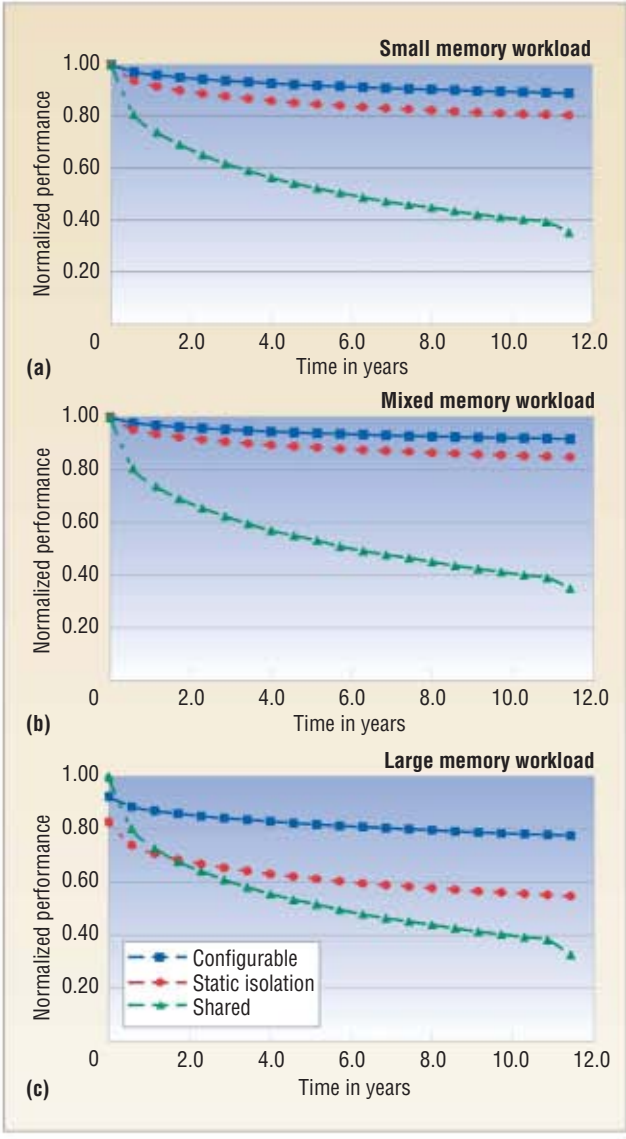 Small memory workload
1.00
0.80
0.60
0.40
0.20
0
2.0
4.0
6.0
8.0
10.0
12.0
Normalized performance
Time in years
(a)
Mixed memory workload
1.00
0.80
0.60
0.40
0.20
0
2.0
4.0
6.0
8.0
10.0
12.0
Normalized performance
Time in years
(b)
Large memory workload
1.00
0.80
0.60
0.40
0.20
Configurable
Static isolation
Shared
0
2.0
4.0
6.0
8.0
10.0
12.0
Normalized performance
Time in years
(c)